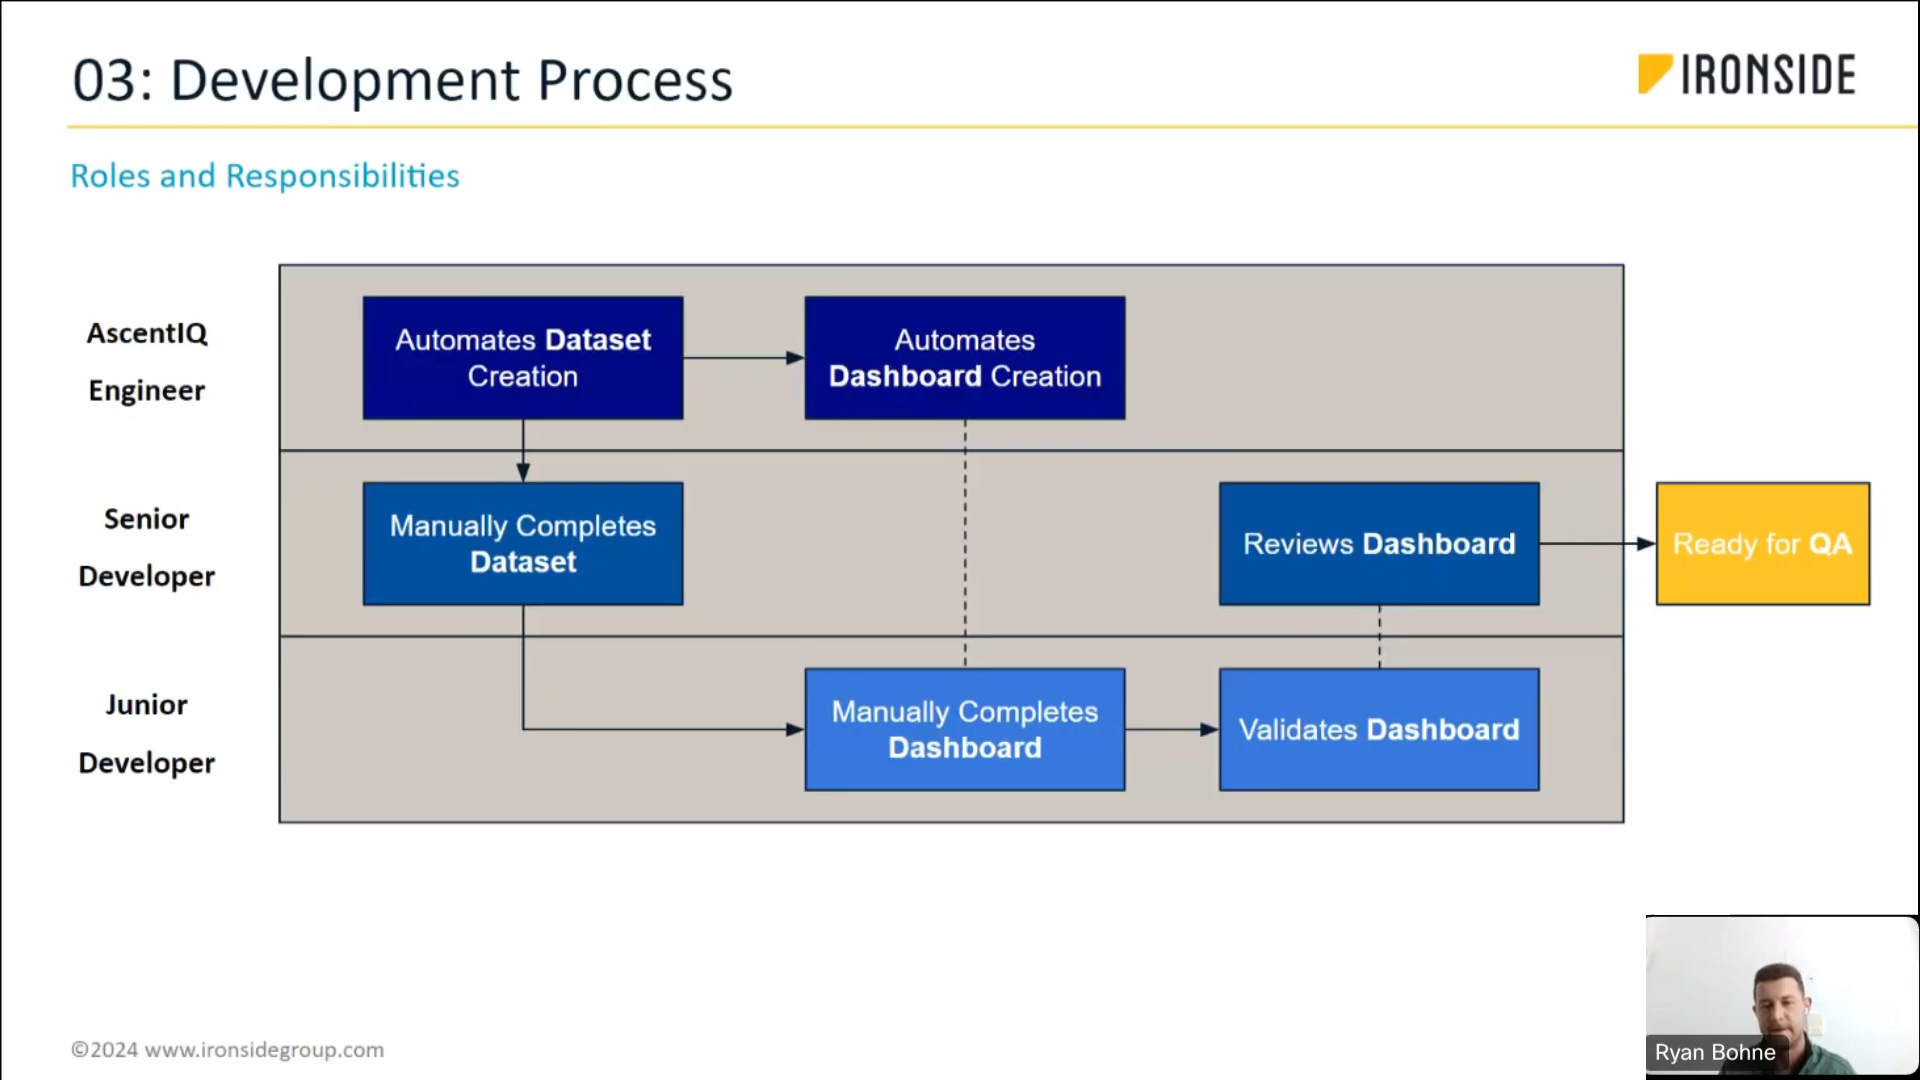 03: Development Process
IRONSIDE
Roles and Responsibilities
AscentIQ
Engineer
Automates Dataset
Creation
Automates
Dashboard Creation
Senior
Developer
Manually Completes
Dataset
Reviews Dashboard
Ready for QA
Junior
Developer
Manually Completes
Dashboard
Validates Dashboard
©2024 www.ironsidegroup.com
Ryan Bohne